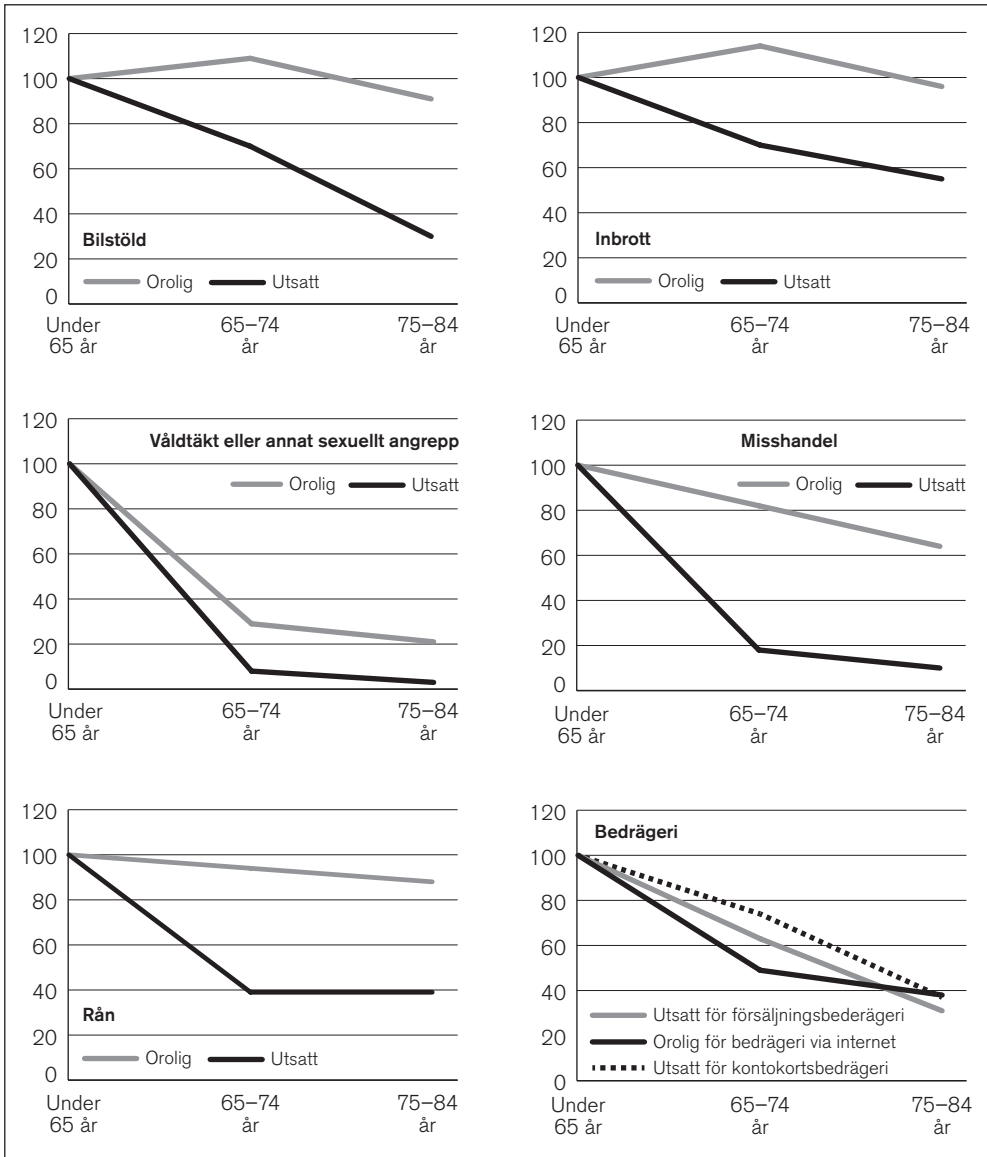 120
100
80
60
40
20
0
Bilstöld
Orolig Utsatt
Under 65–74 75–84
65 år år år
120
100
80
60
40
20
0
Inbrott
Orolig Utsatt
Under 65–74 75–84
65 år år år
120
100
80
60
40
20
0
Våldtäkt eller annat sexuellt angrepp
Orolig Utsatt
Under 65–74 75–84
65 år år år
120
100
80
60
40
20
0
Misshandel
Orolig Utsatt
Under 65–74 75–84
65 år år år
120
100
80
60
40
20
0
Rån
Orolig Utsatt
Under 65–74 75–84
65 år år år
120
100
80
60
40
20
0
Bedrägeri
Utsatt för försäljningsbederägeri
Orolig för bedrägeri via internet
Utsatt för kontokortsbedrägeri
Under 65–74 75–84
65 år år år